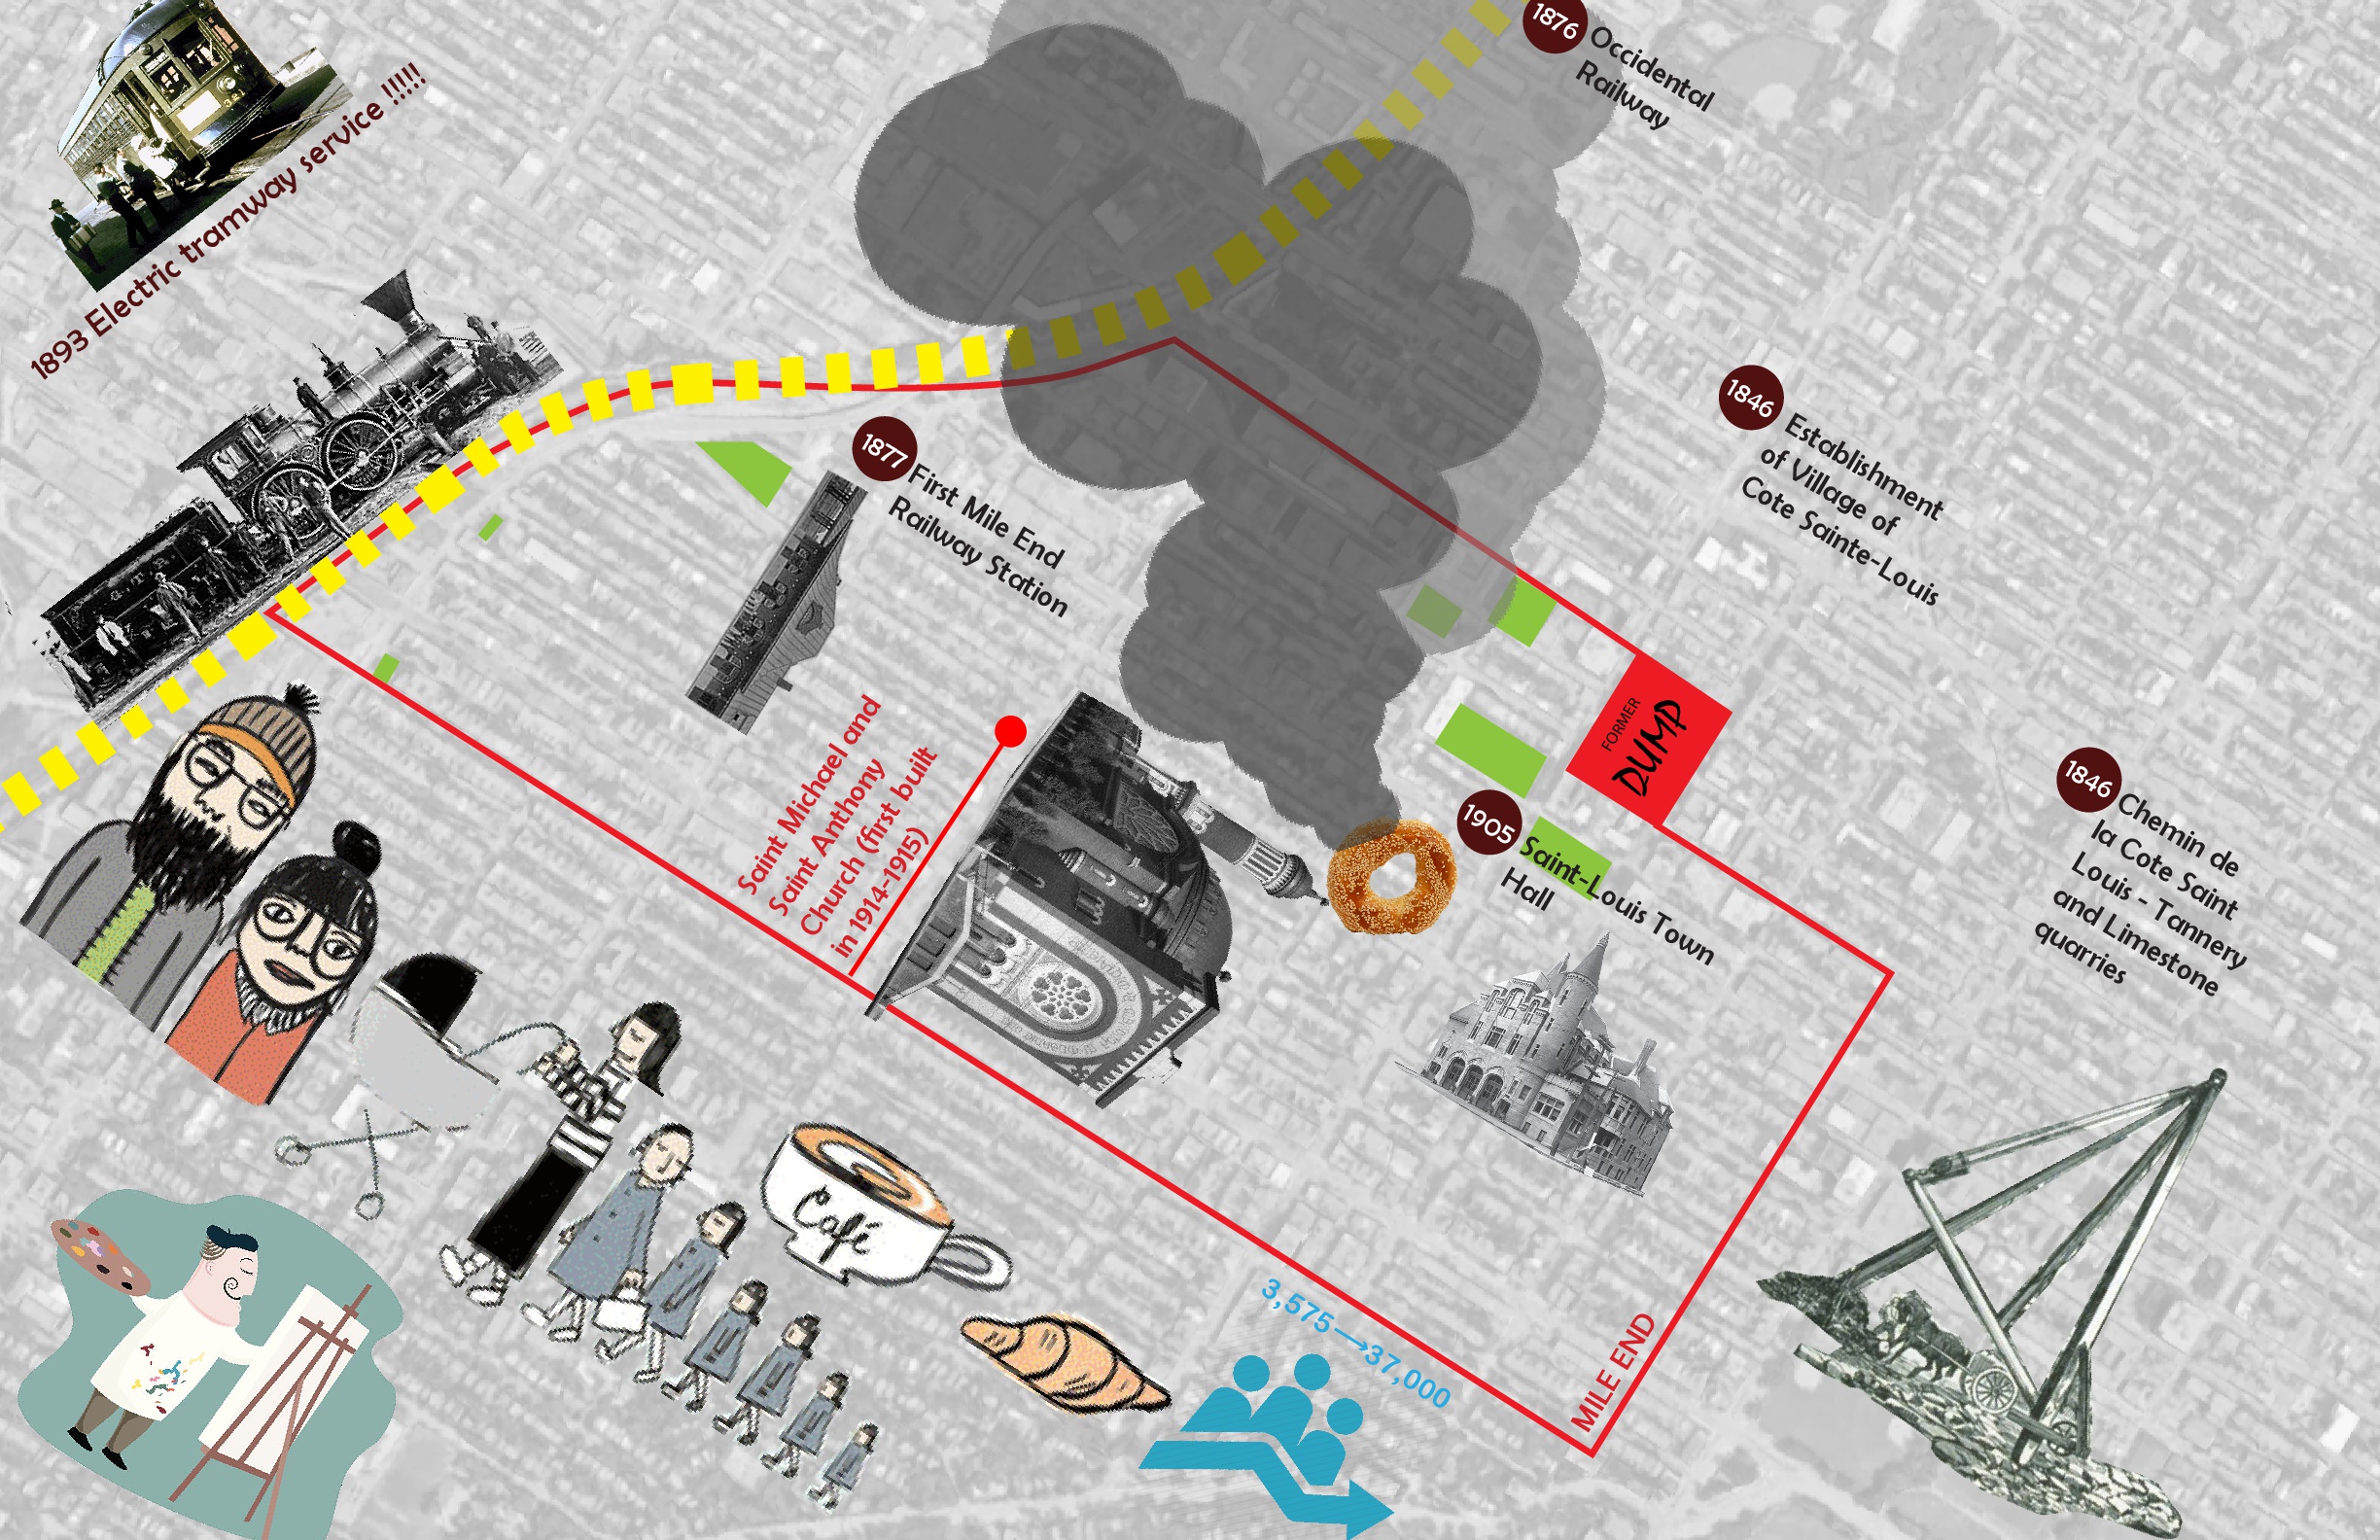 1876
Occidental
Railway
1893 Electric tramway service !!!!!
1846
Establishment
of Village of
Cote Sainte-Louis
1877
First Mile End
Railway Station
FORMER
DUMP
Saint Michael and
Saint Anthony
Church (first built
in 1914-1915)
1905
Saint-Louis Town
Hall
1846
Chemin de
la Cote Saint
Louis - Tannery
and Limestone
quarries
Café
3,575→37,000
MILE END